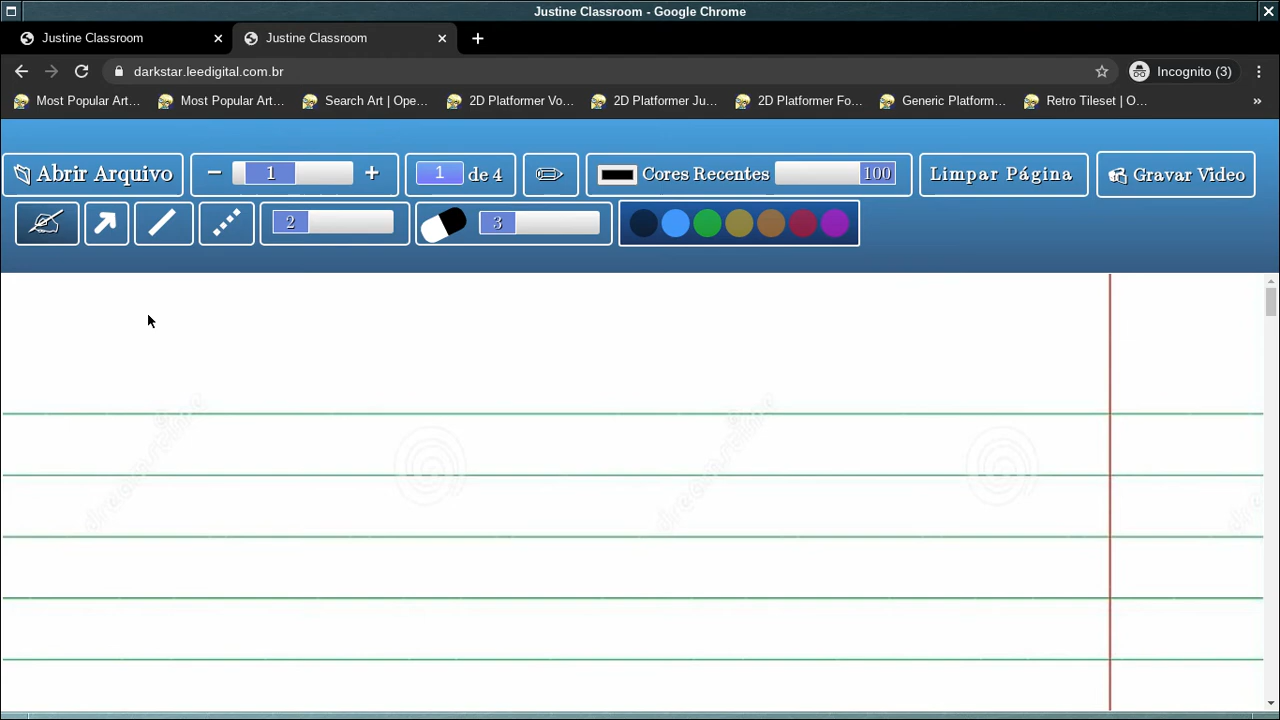 Justine Classroom - Google Chrome
Justine Classroom
Justine Classroom
darkstar.leedigital.com.br
Incognito (3)
Most Popular Art…
Most Popular Art…
Search Art | Ope…
2D Platformer Vo…
2D Platformer Ju…
2D Platformer Fo…
Generic Platform…
Retro Tileset | O…
Abrir Arquivo
− 1 +
1 de 4
Cores Recentes 100
Limpar Página
Gravar Video
2
3
dreamstime
dreamstime